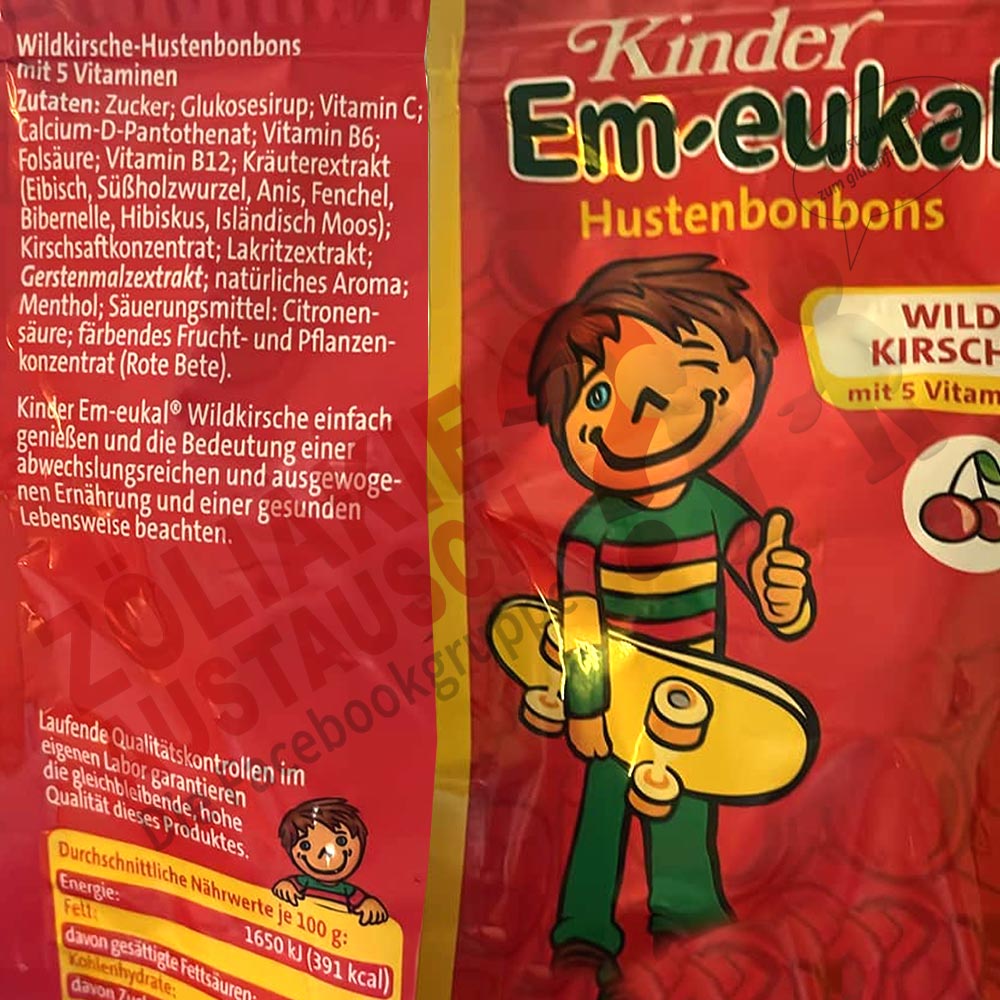 Wildkirsche-Hustenbonbons
mit 5 Vitaminen
Zutaten: Zucker; Glukosesirup; Vitamin C;
Calcium-D-Pantothenat; Vitamin B6;
Folsäure; Vitamin B12; Kräuterextrakt
(Eibisch, Süßholzwurzel, Anis, Fenchel,
Bibernelle, Hibiskus, Isländisch Moos);
Kirschsaftkonzentrat; Lakritzextrakt;
Gerstenmalzextrakt; natürliches Aroma;
Menthol; Säuerungsmittel: Citronen-
säure; färbendes Frucht- und Pflanzen-
konzentrat (Rote Bete).
Kinder Em-eukal® Wildkirsche einfach
genießen und die Bedeutung einer
abwechslungsreichen und ausgewoge-
nen Ernährung und einer gesunden
Lebensweise beachten.
Laufende Qualitätskontrollen im
eigenen Labor garantieren
die gleichbleibende, hohe
Qualität dieses Produktes.
Durchschnittliche Nährwerte je 100 g:
Energie:
1650 kJ (391 kcal)
Fett:
davon gesättigte Fettsäuren:
Kohlenhydrate:
davon Zuc
Kinder
Em-eukal
Hustenbonbons
WILD
KIRSCH
mit 5 Vitam
ZÖLIAKIE
AUSTAUSCH
facebookgruppe